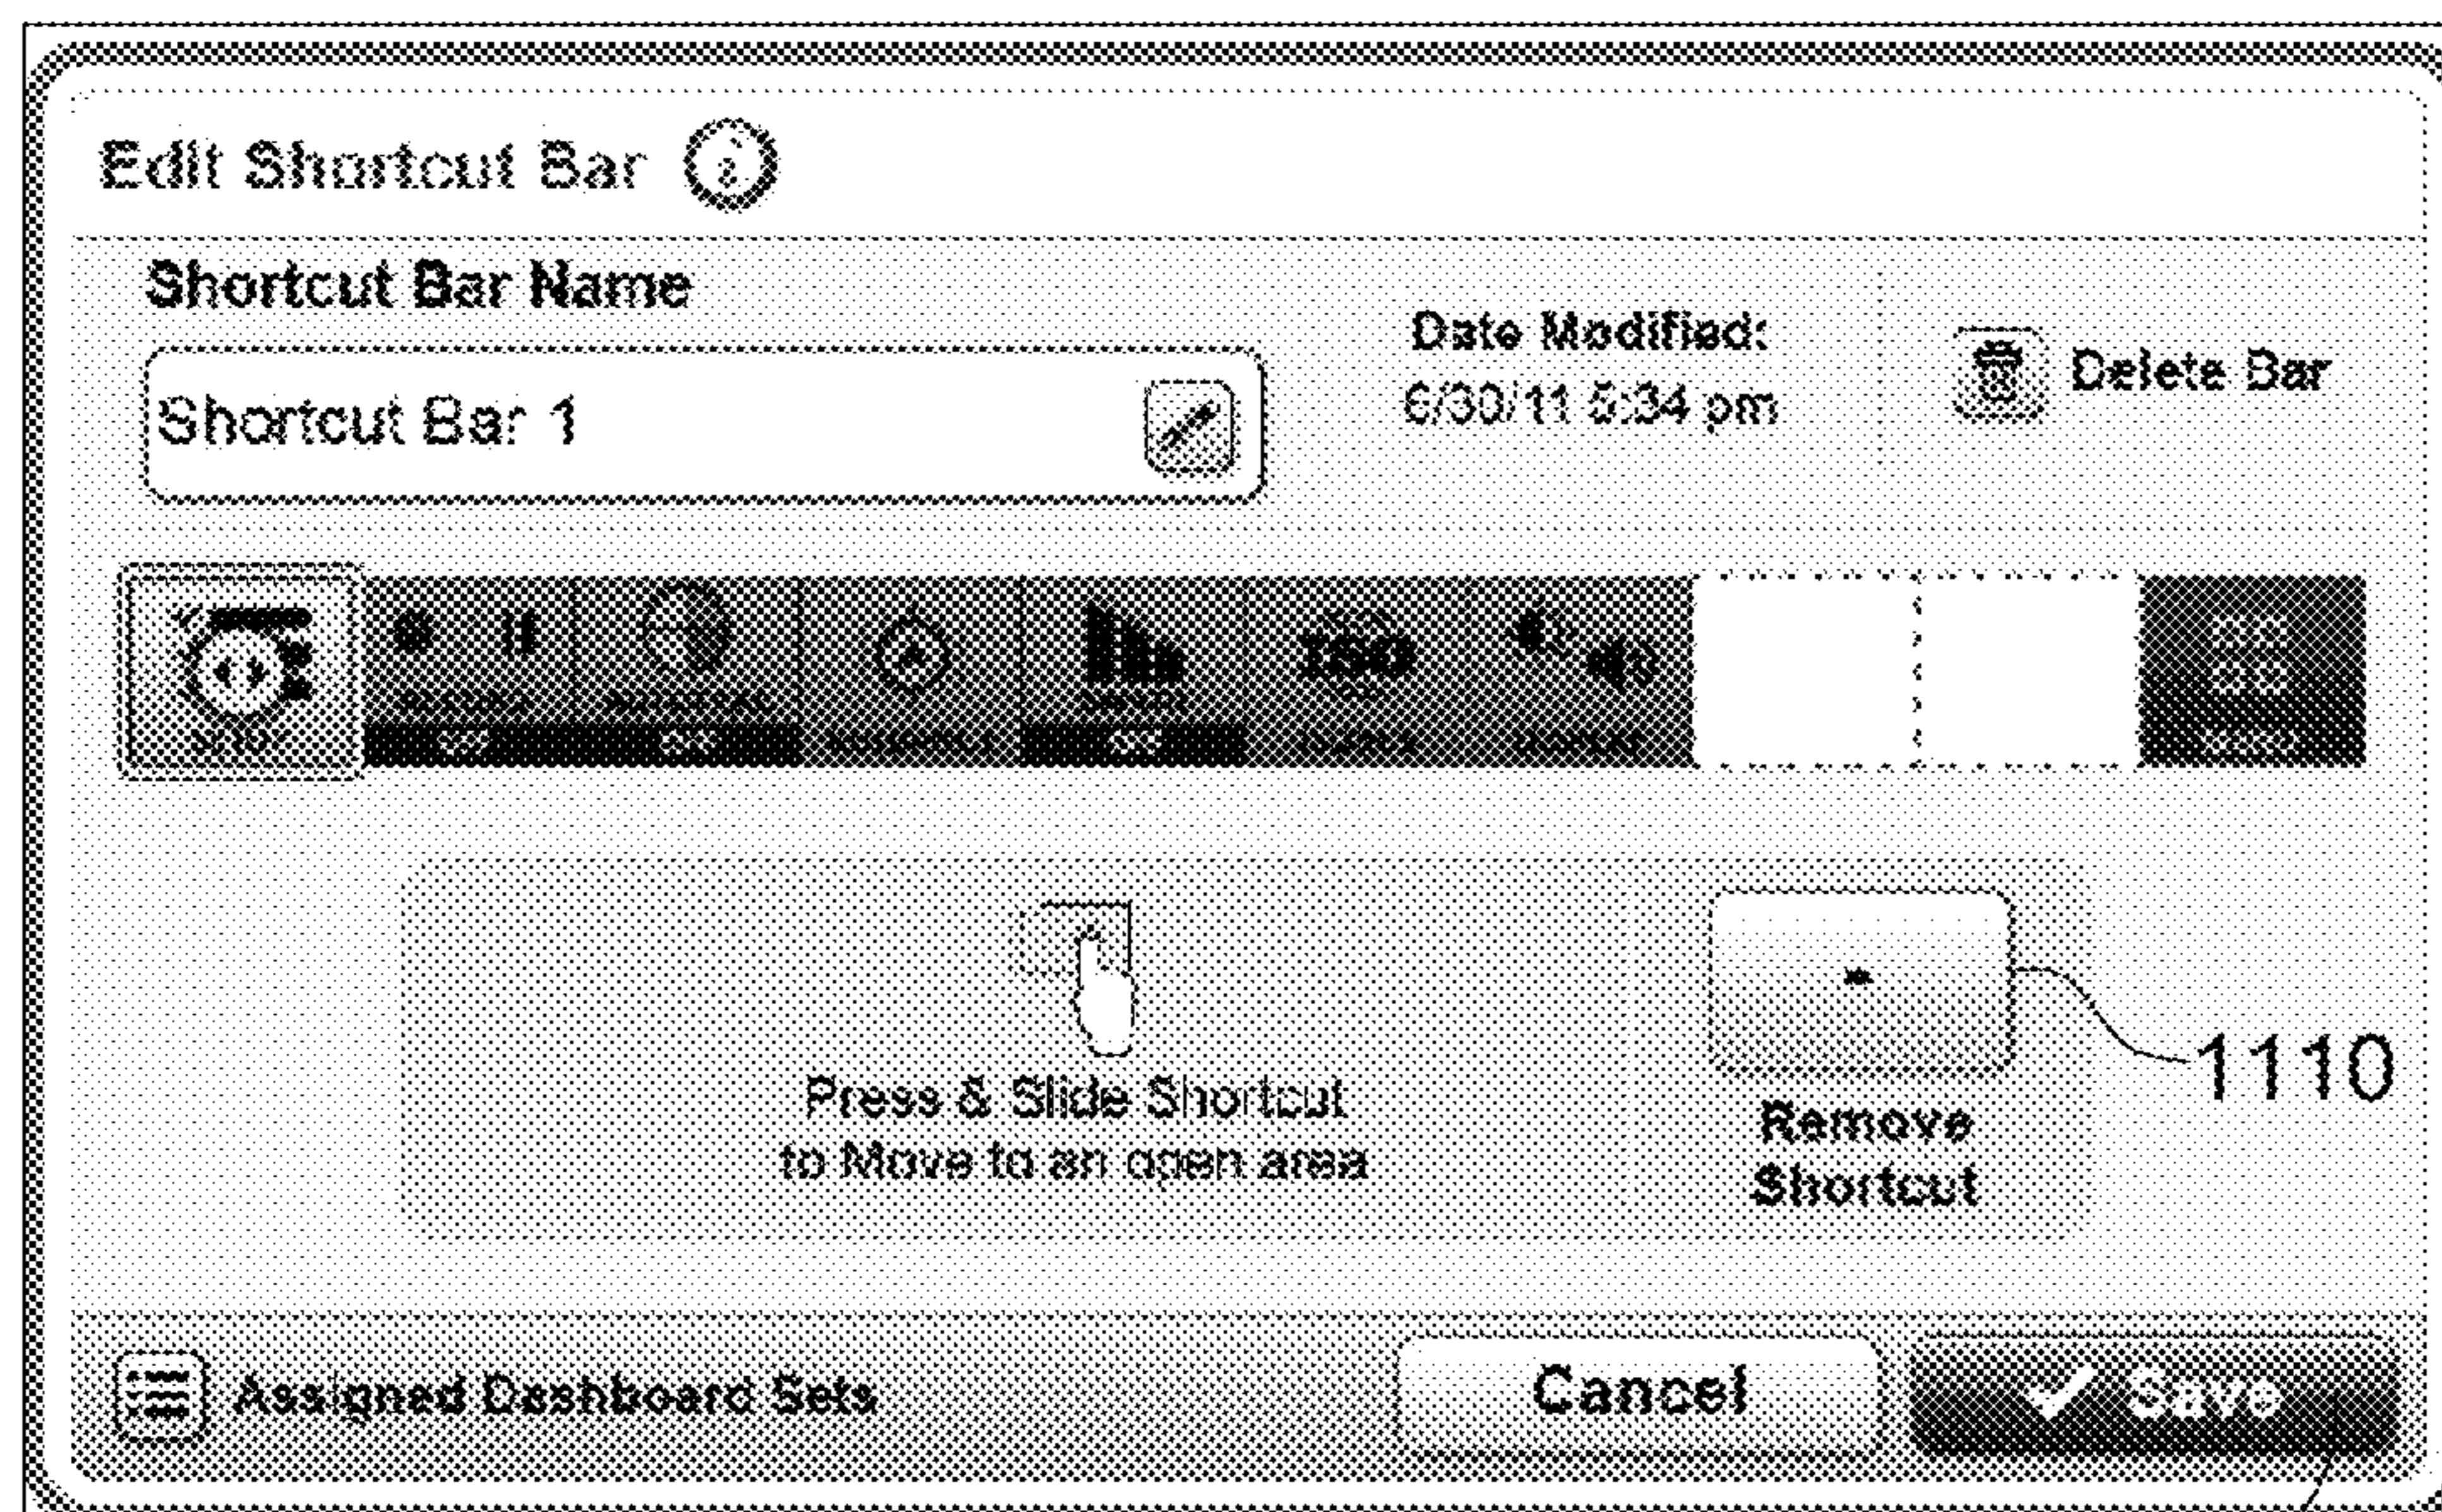 Edit Shortcut Bar
Shortcut Bar Name
Shortcut Bar 1
Date Modified:
6/30/11 5:34 pm
Delete Bar
ISO
Press & Slide Shortcut
to Move to an open area
Remove
Shortcut
1110
Assigned Dashboard Sets
Cancel
Save